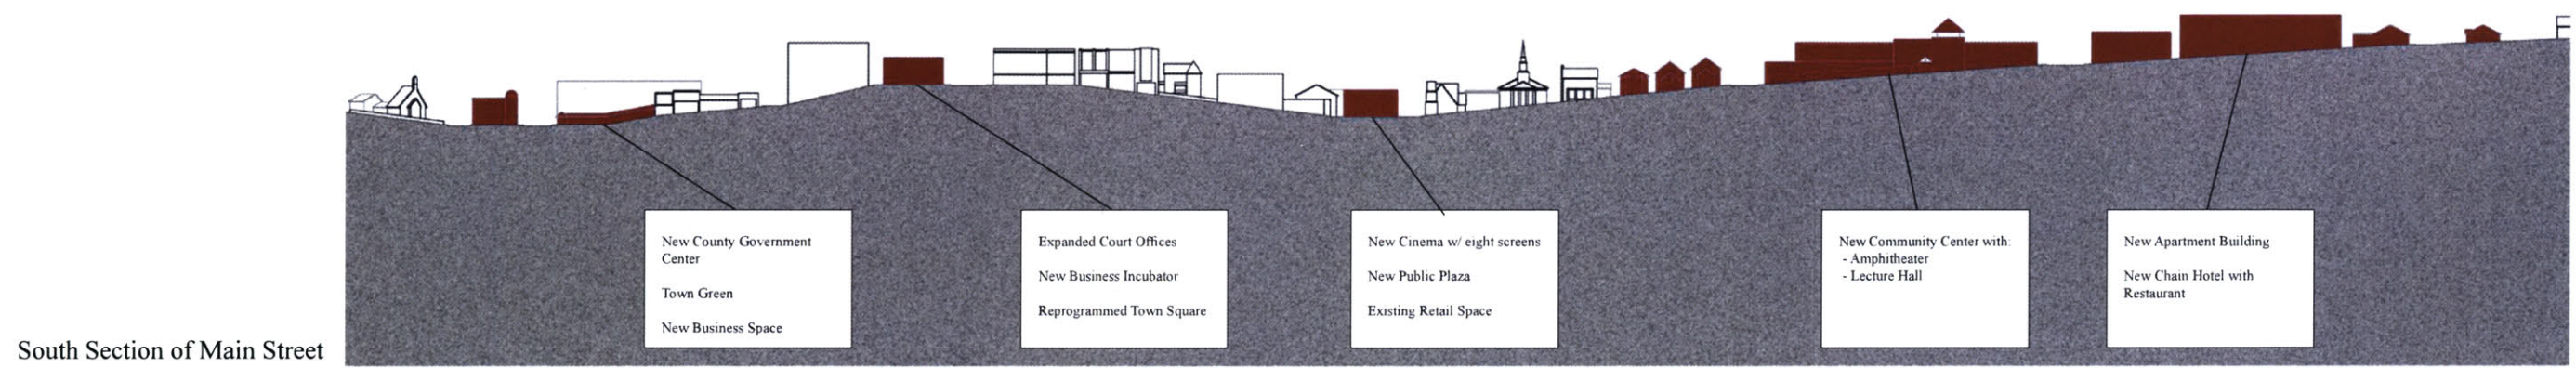 New County Government
Center
Town Green
New Business Space
Expanded Court Offices
New Business Incubator
Reprogrammed Town Square
New Cinema w/ eight screens
New Public Plaza
Existing Retail Space
New Community Center with:
- Amphitheater
- Lecture Hall
New Apartment Building
New Chain Hotel with
Restaurant
South Section of Main Street